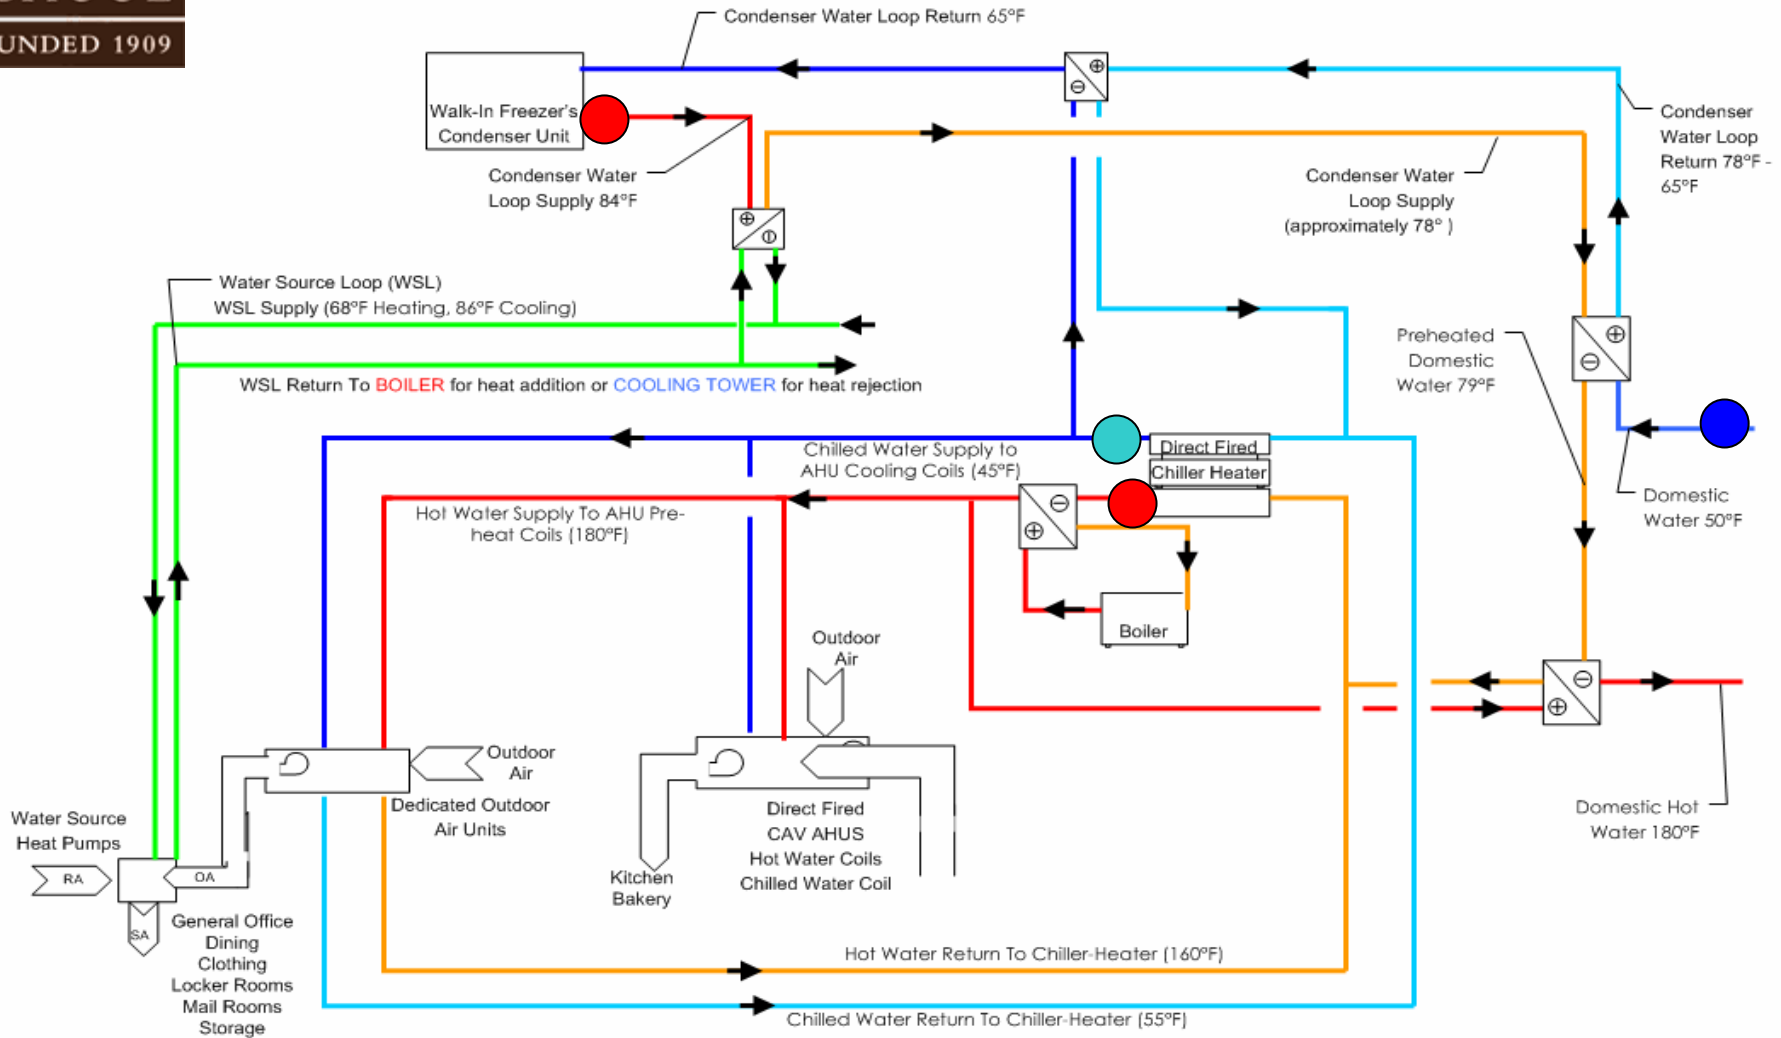 UNDED 1909
Condenser Water Loop Return 65°F
Walk-In Freezer's
Condenser Unit
Condenser Water
Loop Supply 84°F
Condenser Water
Loop Supply
(approximately 78° )
Condenser
Water Loop
Return 78°F -
65°F
Water Source Loop (WSL)
WSL Supply (68°F Heating, 86°F Cooling)
WSL Return To BOILER for heat addition or COOLING TOWER for heat rejection
Preheated
Domestic
Water 79°F
Chilled Water Supply to
AHU Cooling Coils (45°F)
Direct Fired
Chiller Heater
Hot Water Supply To AHU Pre-
heat Coils (180°F)
Domestic
Water 50°F
Boiler
Outdoor
Air
Outdoor
Air
Dedicated Outdoor
Air Units
Direct Fired
CAV AHUS
Hot Water Coils
Chilled Water Coil
Kitchen
Bakery
Domestic Hot
Water 180°F
Water Source
Heat Pumps
RA
OA
SA
General Office
Dining
Clothing
Locker Rooms
Mail Rooms
Storage
Hot Water Return To Chiller-Heater (160°F)
Chilled Water Return To Chiller-Heater (55°F)